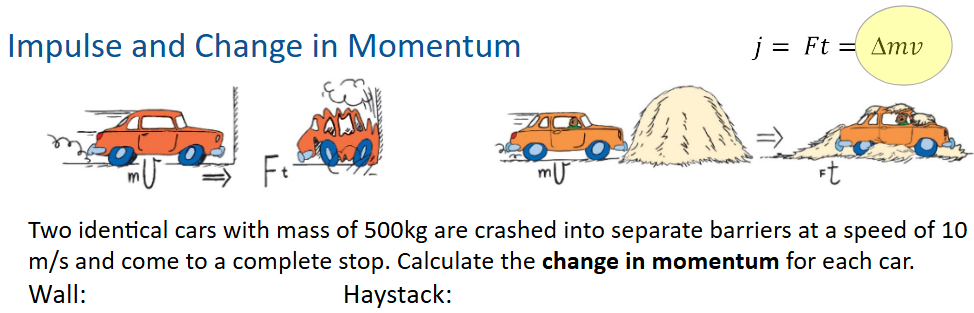 Impulse and Change in Momentum
j = Ft = Δmv
mU ⇒ Ft
mU ⇒ Ft
Two identical cars with mass of 500kg are crashed into separate barriers at a speed of 10
m/s and come to a complete stop. Calculate the change in momentum for each car.
Wall: Haystack: